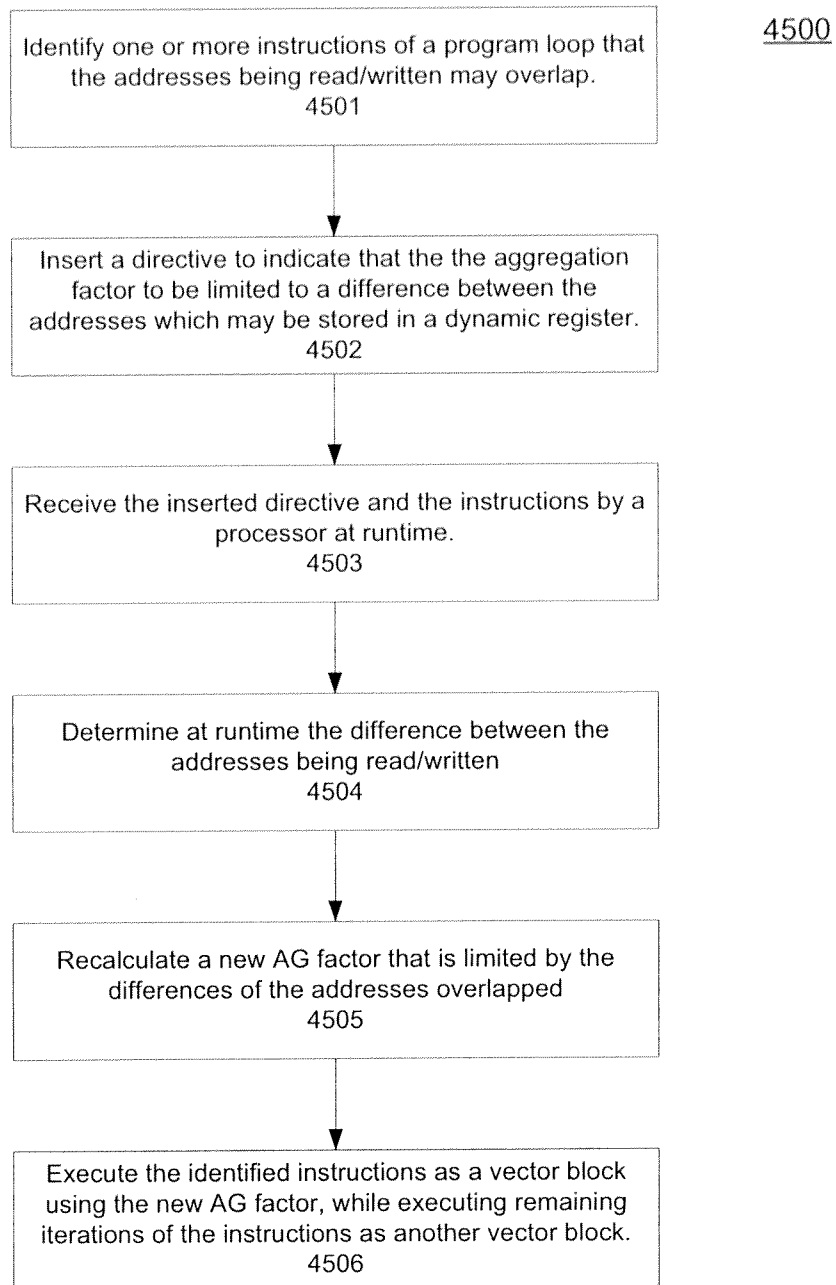 4500
Identify one or more instructions of a program loop that
the addresses being read/written may overlap.
4501
Insert a directive to indicate that the the aggregation
factor to be limited to a difference between the
addresses which may be stored in a dynamic register.
4502
Receive the inserted directive and the instructions by a
processor at runtime.
4503
Determine at runtime the difference between the
addresses being read/written
4504
Recalculate a new AG factor that is limited by the
differences of the addresses overlapped
4505
Execute the identified instructions as a vector block
using the new AG factor, while executing remaining
iterations of the instructions as another vector block.
4506